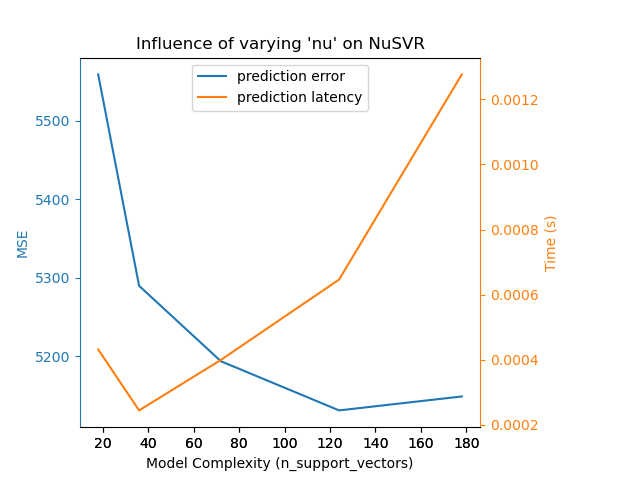 Influence of varying 'nu' on NuSVR
prediction error
prediction latency
MSE
5500
5400
5300
5200
Time (s)
0.0012
0.0010
0.0008
0.0006
0.0004
0.0002
20 40 60 80 100 120 140 160 180
Model Complexity (n_support_vectors)